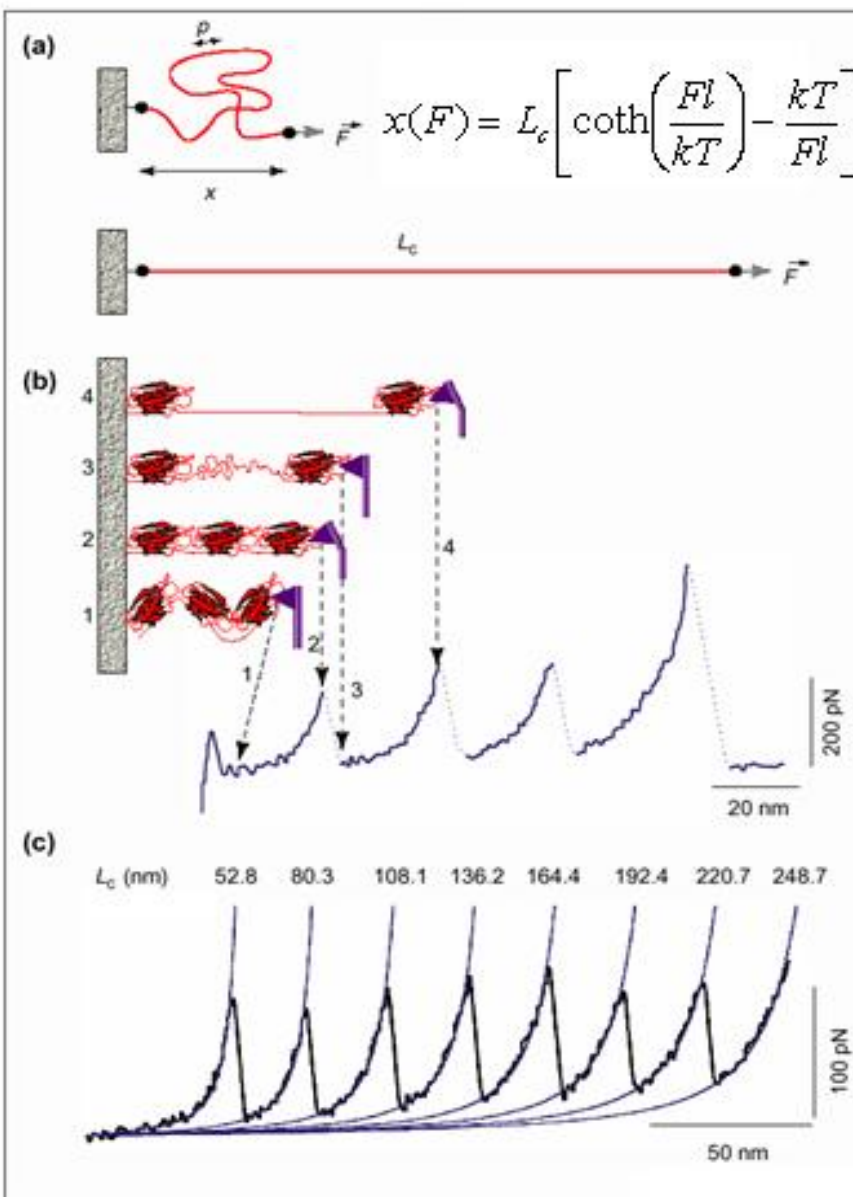 (a)
p
x(F) = L_c [ coth( Fl / kT ) − kT / Fl ]
F
x
L_c
F
(b)
4
3
2
1
4
2
1
3
200 pN
20 nm
(c)
L_c (nm) 52.8 80.3 108.1 136.2 164.4 192.4 220.7 248.7
100 pN
50 nm